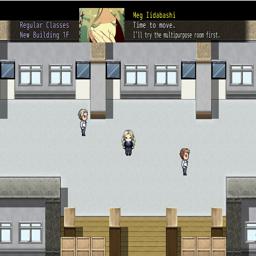 Meg Iidabashi
Regular Classes
Time to move.
New Building 1F
I'll try the multipurpose room first.